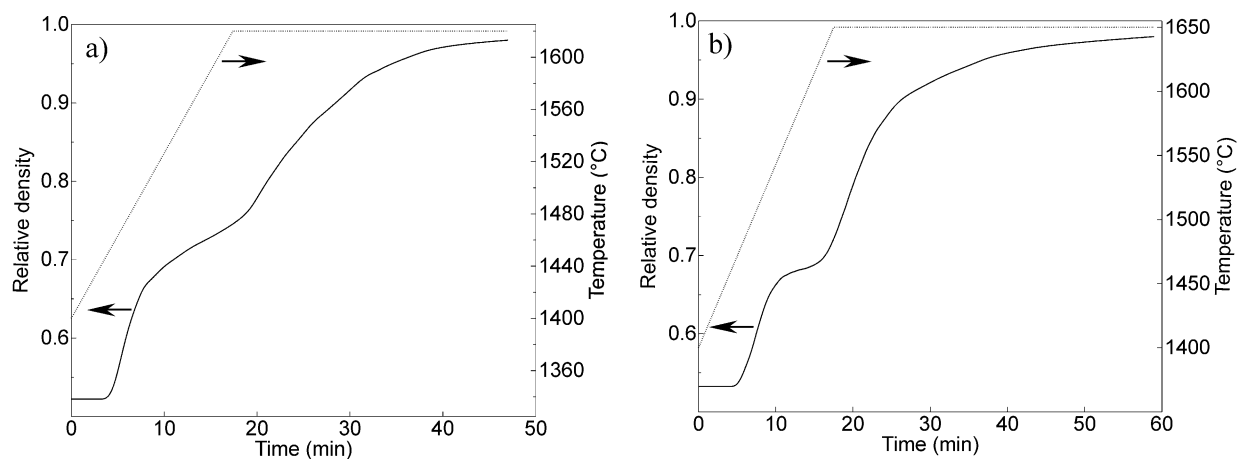 a)
1.0
0.9
0.8
0.7
0.6
Relative density
0 10 20 30 40 50
Time (min)
1620
1600
1560
1520
1480
1440
1400
1360
Temperature (°C)
b)
1.0
0.9
0.8
0.7
0.6
Relative density
0 10 20 30 40 50 60
Time (min)
1650
1600
1550
1500
1450
1400
Temperature (°C)